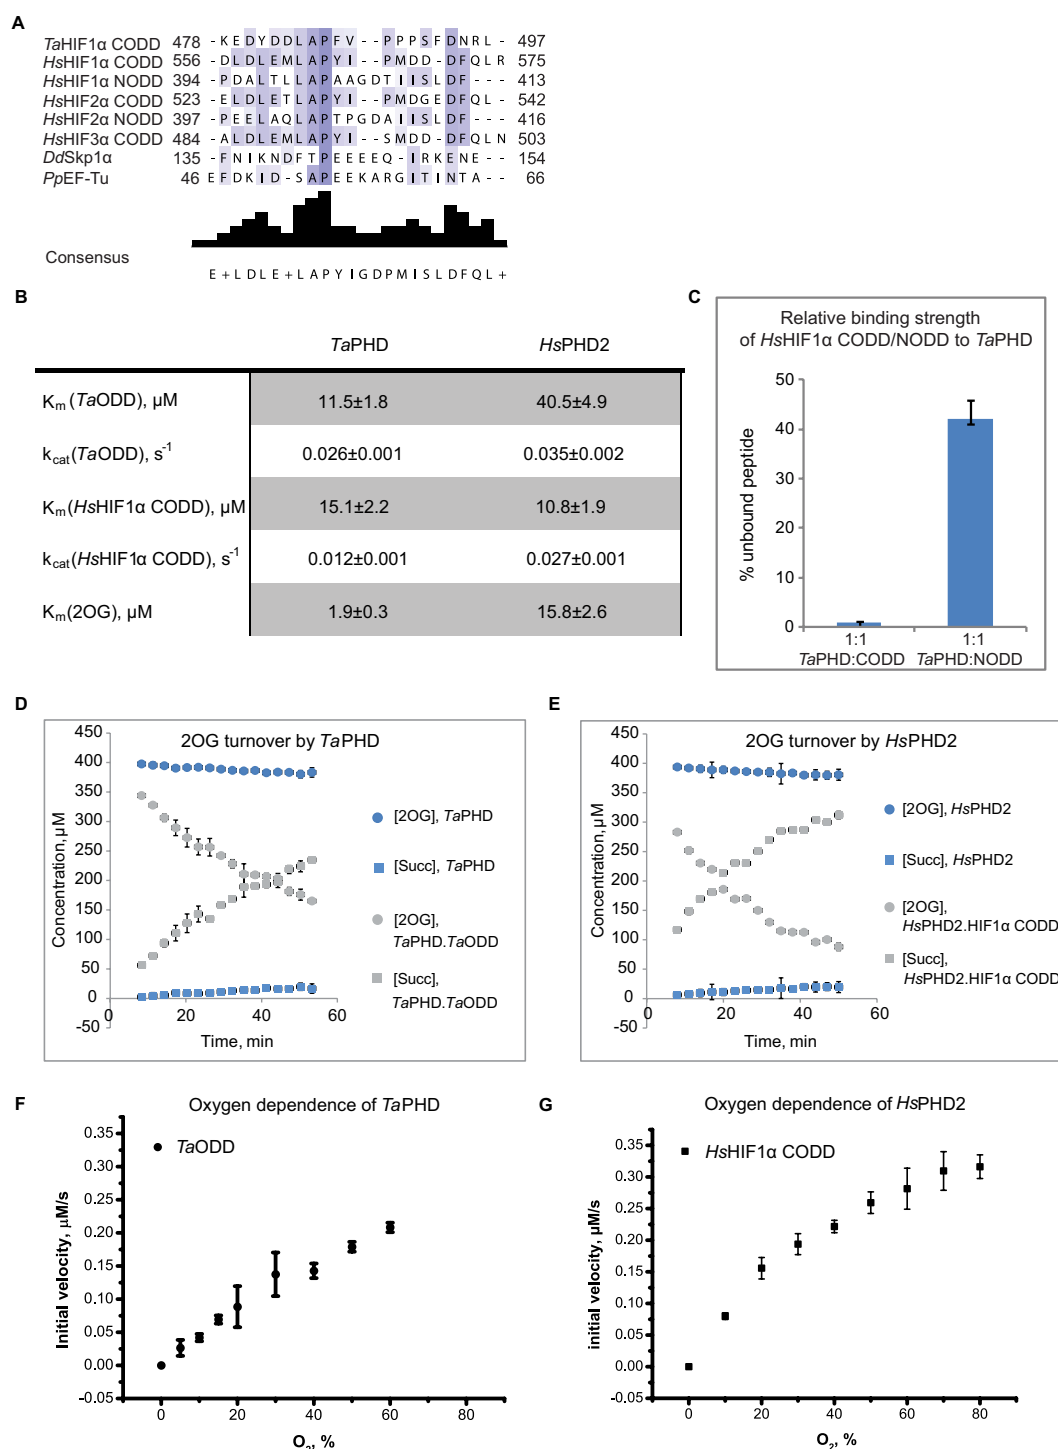 A
TaHIF1α CODD 478 - K E D Y D D L A P F V - - P P P S F D N R L - 497
HsHIF1α CODD 556 - D L D L E M L A P Y I - - P M D D - D F Q L R 575
HsHIF1α NODD 394 - P D A L T L L A P A A G D T I I S L D F - - - 413
HsHIF2α CODD 523 - E L D L E T L A P Y I - - P M D G E D F Q L - 542
HsHIF2α NODD 397 - P E E L A Q L A P T P G D A I I S L D F - - - 416
HsHIF3α CODD 484 - A L D L E M L A P Y I - - S M D D - D F Q L N 503
DdSkp1α 135 - F N I K N D F T P E E E E Q - I R K E N E - - 154
PpEF-Tu 46 E F D K I D - S A P E E K A R G I T I N T A - - 66
Consensus
E + L D L E + L A P Y I G D P M I S L D F Q L +
B
TaPHD HsPHD2
Km (TaODD), µM 11.5±1.8 40.5±4.9
kcat (TaODD), s-1 0.026±0.001 0.035±0.002
Km (HsHIF1α CODD), µM 15.1±2.2 10.8±1.9
kcat (HsHIF1α CODD), s-1 0.012±0.001 0.027±0.001
Km (2OG), µM 1.9±0.3 15.8±2.6
C
Relative binding strength
of HsHIF1α CODD/NODD to TaPHD
% unbound peptide
50
40
30
20
10
0
1:1 1:1
TaPHD:CODD TaPHD:NODD
D
2OG turnover by TaPHD
Concentration, µM
450
400
350
300
250
200
150
100
50
0
-50
20 40 60
Time, min
[2OG], TaPHD
[Succ], TaPHD
[2OG],
TaPHD.TaODD
[Succ],
TaPHD.TaODD
E
2OG turnover by HsPHD2
Concentration, µM
450
400
350
300
250
200
150
100
50
0
-50
20 40 60
Time, min
[2OG], HsPHD2
[Succ], HsPHD2
[2OG],
HsPHD2.HIF1α CODD
[Succ],
HsPHD2.HIF1α CODD
F
Oxygen dependence of TaPHD
TaODD
Initial velocity, µM/s
0.35
0.30
0.25
0.20
0.15
0.10
0.05
0.00
-0.05
0 20 40 60 80
O2, %
G
Oxygen dependence of HsPHD2
HsHIF1α CODD
initial velocity, µM/s
0.35
0.30
0.25
0.20
0.15
0.10
0.05
0.00
-0.05
0 20 40 60 80
O2, %